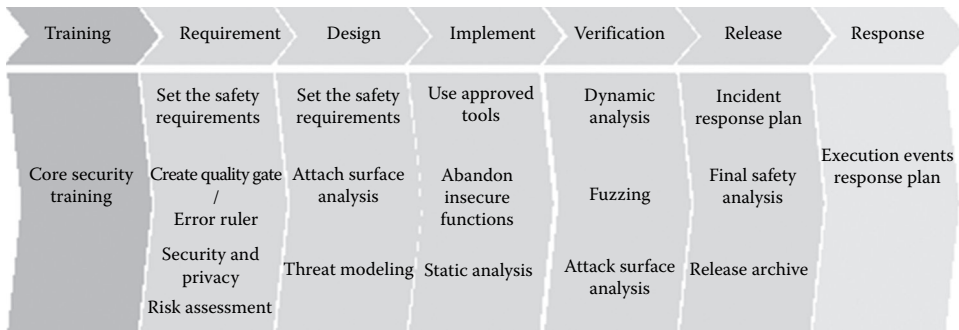 Training
Requirement
Design
Implement
Verification
Release
Response
Core security
training
Set the safety
requirements
Create quality gate
/
Error ruler
Security and
privacy
Risk assessment
Set the safety
requirements
Attach surface
analysis
Threat modeling
Use approved
tools
Abandon
insecure
functions
Static analysis
Dynamic
analysis
Fuzzing
Attack surface
analysis
Incident
response plan
Final safety
analysis
Release archive
Execution events
response plan